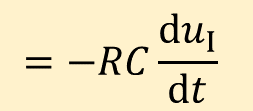 = −RC du_I/dt